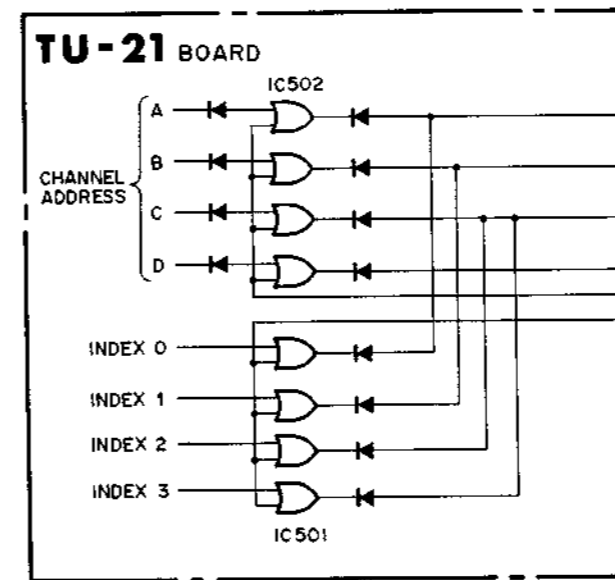 TU-21 BOARD
IC502
A
B
CHANNEL
ADDRESS
C
D
INDEX 0
INDEX 1
INDEX 2
INDEX 3
IC501